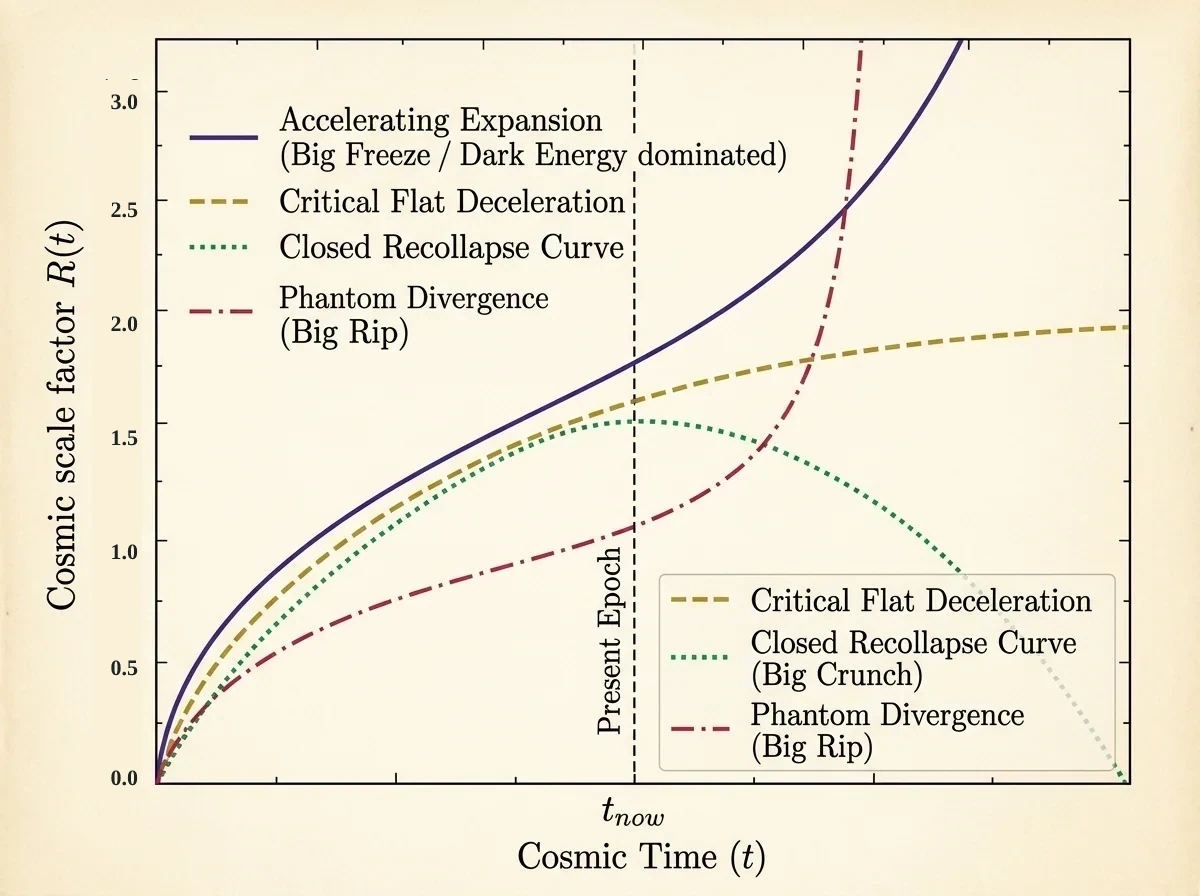 3.0
2.5
2.0
1.5
1.0
0.5
0.0
Cosmic scale factor R(t)
Accelerating Expansion
(Big Freeze / Dark Energy dominated)
Critical Flat Deceleration
Closed Recollapse Curve
Phantom Divergence
(Big Rip)
Present Epoch
Critical Flat Deceleration
Closed Recollapse Curve
(Big Crunch)
Phantom Divergence
(Big Rip)
t_now
Cosmic Time (t)